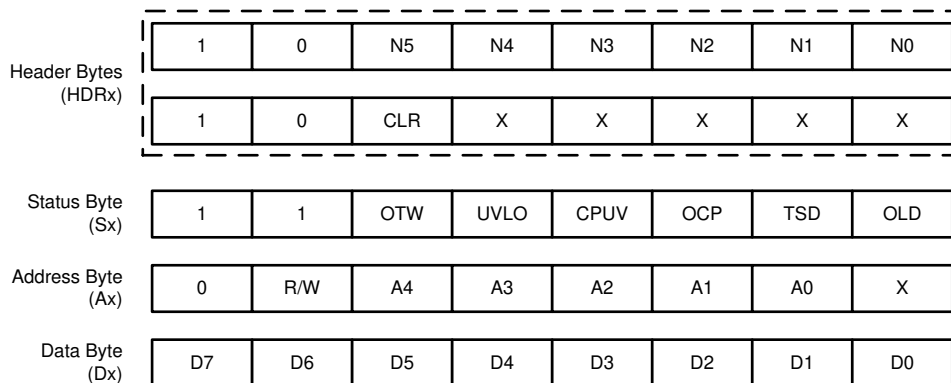 Header Bytes
(HDRx)
1 0 N5 N4 N3 N2 N1 N0
1 0 CLR X X X X X
Status Byte
(Sx)
1 1 OTW UVLO CPUV OCP TSD OLD
Address Byte
(Ax)
0 R/W A4 A3 A2 A1 A0 X
Data Byte
(Dx)
D7 D6 D5 D4 D3 D2 D1 D0